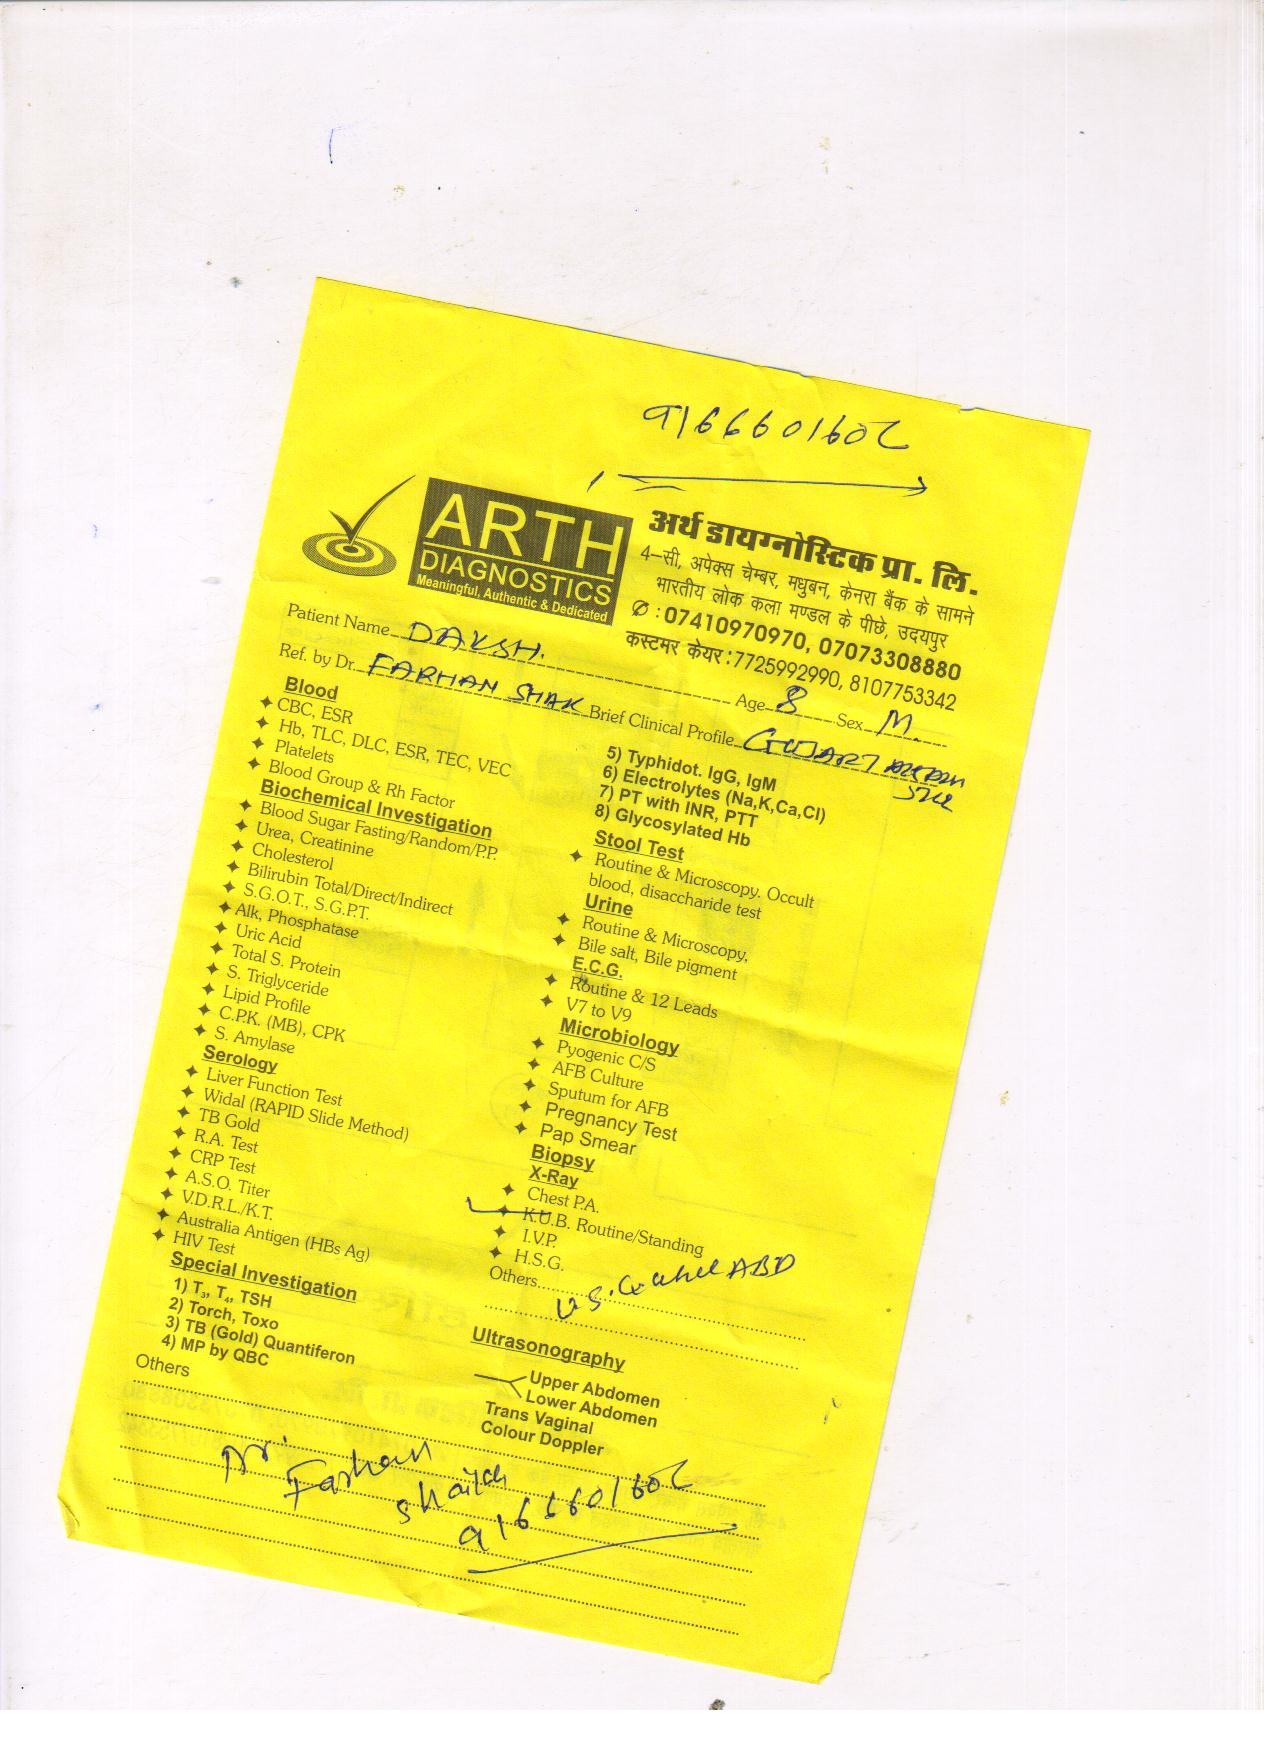 9166601602
ARTH
DIAGNOSTICS
Meaningful, Authentic & Dedicated
अर्थ डायग्नोस्टिक प्रा. लि.
4–सी, अपेक्स चेम्बर, मधुबन, केनरा बैंक के सामने
भारतीय लोक कला मण्डल के पीछे, उदयपुर
✆ : 07410970970, 07073308880
कस्टमर केयर : 7725992990, 8107753342
Patient Name DAKSH. Age 8 Sex M.
Ref. by Dr. FARHAN SHAK Brief Clinical Profile
Blood
CBC, ESR
Hb, TLC, DLC, ESR, TEC, VEC
Platelets
Blood Group & Rh Factor
Biochemical Investigation
Blood Sugar Fasting/Random/P.P.
Urea, Creatinine
Cholesterol
Bilirubin Total/Direct/Indirect
S.G.O.T., S.G.P.T.
Alk, Phosphatase
Uric Acid
Total S. Protein
S. Triglyceride
Lipid Profile
C.P.K. (MB), CPK
S. Amylase
Serology
Liver Function Test
Widal (RAPID Slide Method)
TB Gold
R.A. Test
CRP Test
A.S.O. Titer
V.D.R.L./K.T.
Australia Antigen (HBs Ag)
HIV Test
Special Investigation
1) T3, T4, TSH
2) Torch, Toxo
3) TB (Gold) Quantiferon
4) MP by QBC
Others
5) Typhidot. IgG, IgM
6) Electrolytes (Na,K,Ca,Cl)
7) PT with INR, PTT
8) Glycosylated Hb
Stool Test
Routine & Microscopy. Occult
blood, disaccharide test
Urine
Routine & Microscopy,
Bile salt, Bile pigment
E.C.G.
Routine & 12 Leads
V7 to V9
Microbiology
Pyogenic C/S
AFB Culture
Sputum for AFB
Pregnancy Test
Pap Smear
Biopsy
X-Ray
Chest P.A.
K.U.B. Routine/Standing
I.V.P.
H.S.G.
Others ABD
Ultrasonography
Upper Abdomen
Lower Abdomen
Trans Vaginal
Colour Doppler
Dr. Farhan
9166601602